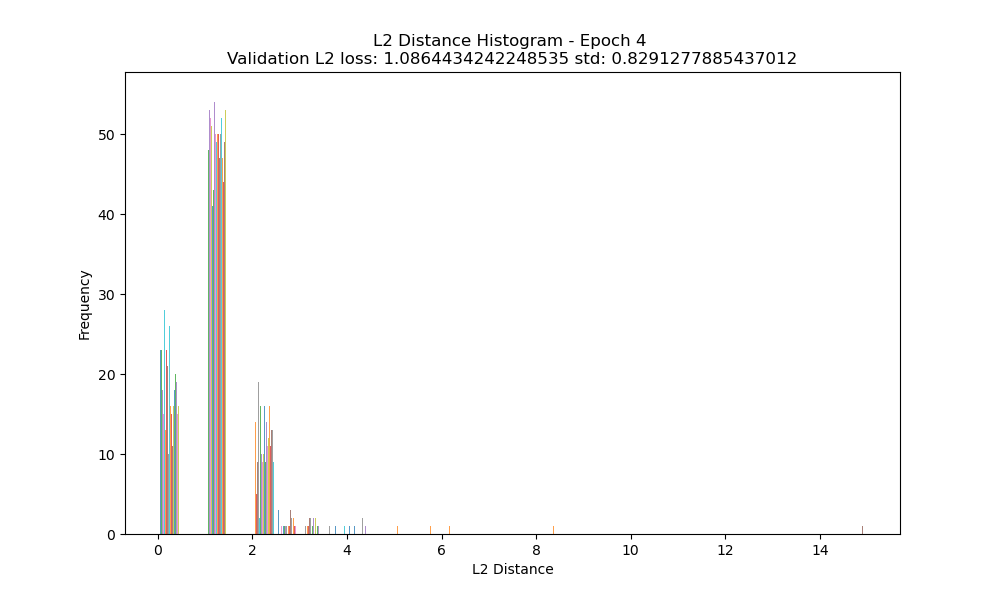 L2 Distance Histogram - Epoch 4
Validation L2 loss: 1.0864434242248535 std: 0.8291277885437012
Frequency
50
40
30
20
10
0
0 2 4 6 8 10 12 14
L2 Distance